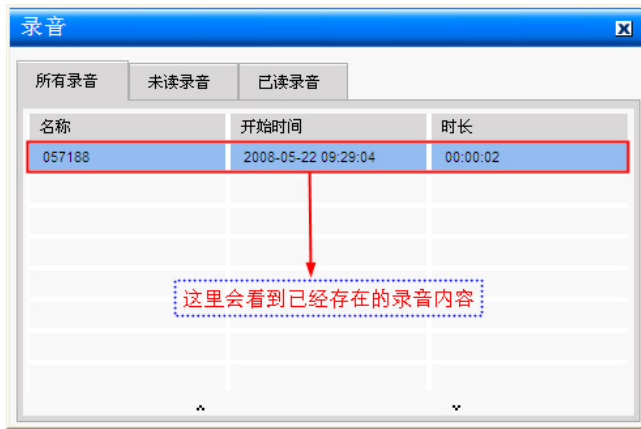 录音
所有录音 未读录音 已读录音
名称 开始时间 时长
057188 2008-05-22 09:29:04 00:00:02
这里会看到已经存在的录音内容